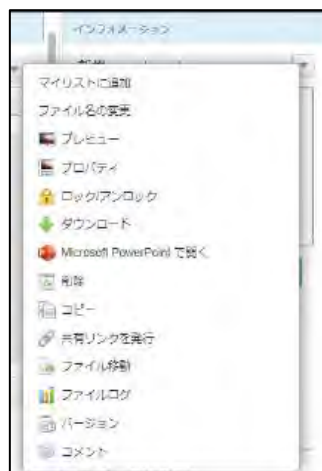 インフォメーション
マイリストに追加
ファイル名の変更
プレビュー
プロパティ
ロック/アンロック
ダウンロード
Microsoft PowerPoint で開く
削除
コピー
共有リンクを発行
ファイル移動
ファイルログ
バージョン
コメント